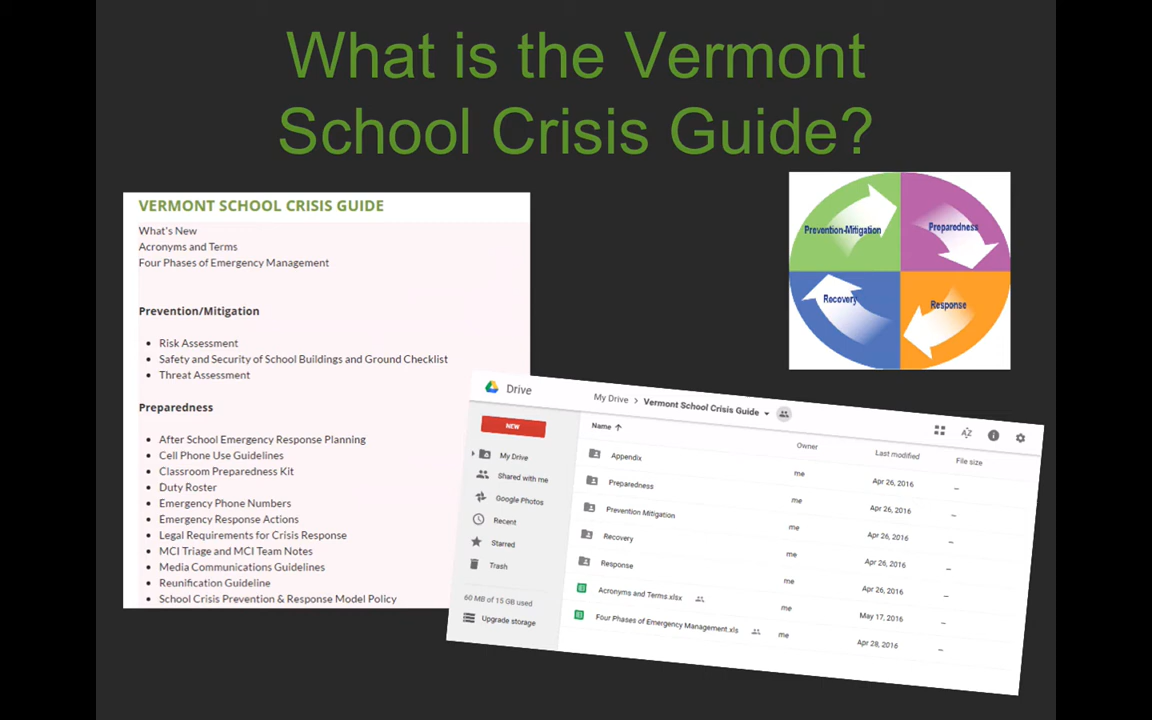 What is the Vermont
School Crisis Guide?
VERMONT SCHOOL CRISIS GUIDE
What's New
Acronyms and Terms
Four Phases of Emergency Management
Prevention/Mitigation
• Risk Assessment
• Safety and Security of School Buildings and Ground Checklist
• Threat Assessment
Preparedness
• After School Emergency Response Planning
• Cell Phone Use Guidelines
• Classroom Preparedness Kit
• Duty Roster
• Emergency Phone Numbers
• Emergency Response Actions
• Legal Requirements for Crisis Response
• MCI Triage and MCI Team Notes
• Media Communications Guidelines
• Reunification Guideline
• School Crisis Prevention & Response Model Policy
Prevention-Mitigation
Preparedness
Recovery
Response
Drive
NEW
My Drive
Shared with me
Google Photos
Recent
Starred
Trash
60 MB of 15 GB used
Upgrade storage
My Drive > Vermont School Crisis Guide
AZ
Name ↑ Owner Last modified File size
Appendix me Apr 26, 2016 –
Preparedness me Apr 26, 2016 –
Prevention Mitigation me Apr 26, 2016 –
Recovery me Apr 26, 2016 –
Response me Apr 26, 2016 –
Acronyms and Terms.xlsx me May 17, 2016 –
Four Phases of Emergency Management.xls me Apr 28, 2016 –